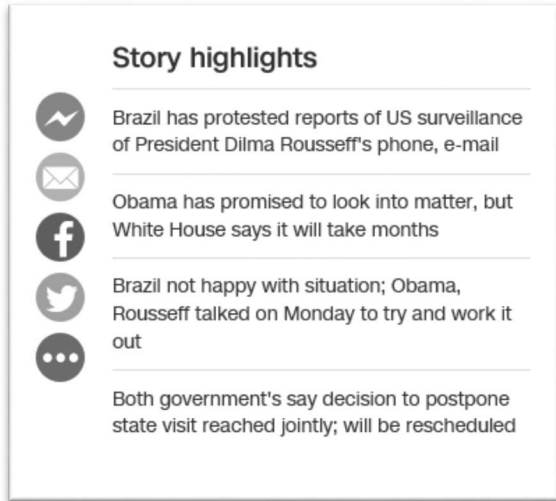 Story highlights
Brazil has protested reports of US surveillance
of President Dilma Rousseff's phone, e-mail
Obama has promised to look into matter, but
White House says it will take months
Brazil not happy with situation; Obama,
Rousseff talked on Monday to try and work it
out
Both government's say decision to postpone
state visit reached jointly; will be rescheduled